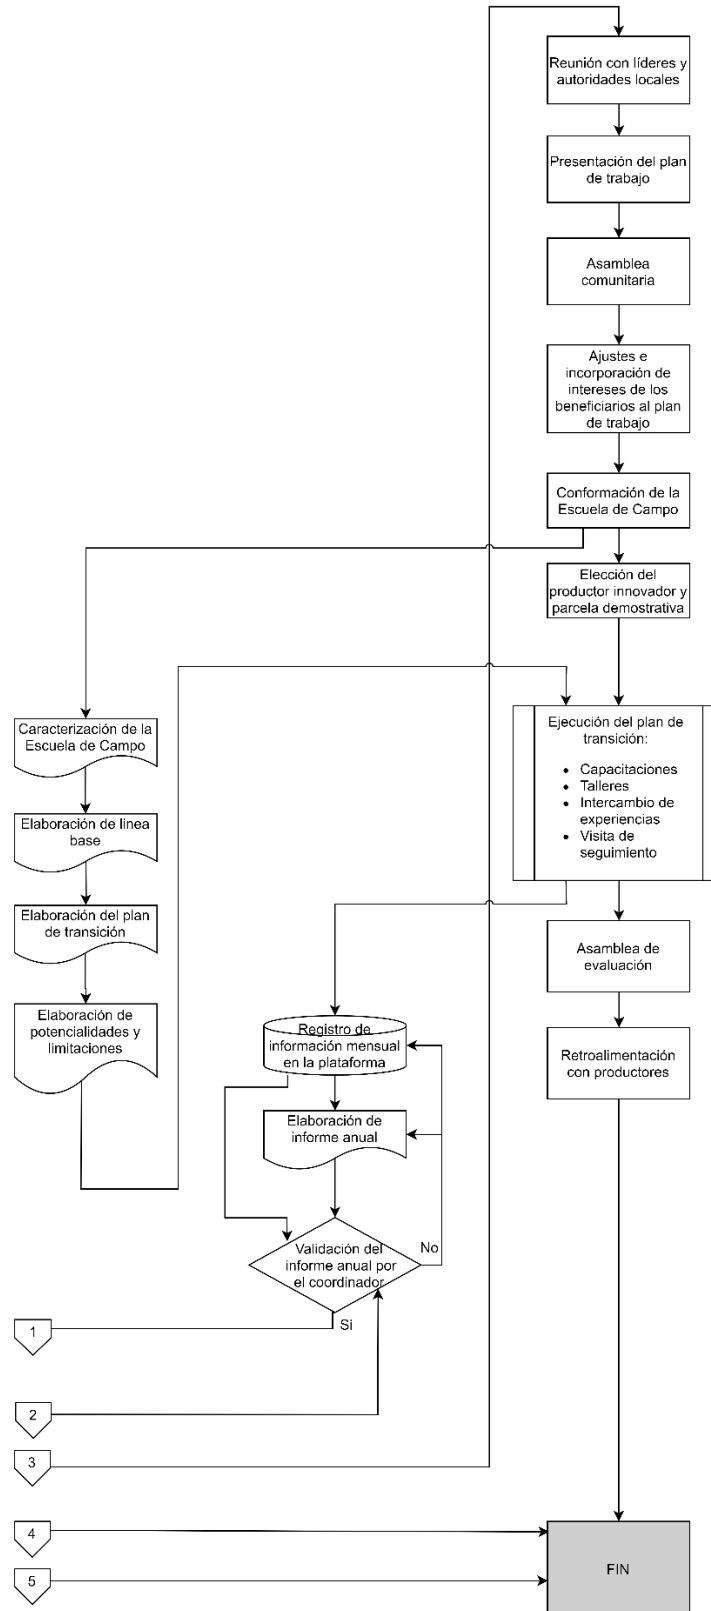 Reunión con líderes y
autoridades locales
Presentación del plan
de trabajo
Asamblea
comunitaria
Ajustes e
incorporación de
intereses de los
beneficiarios al plan
de trabajo
Conformación de la
Escuela de Campo
Elección del
productor innovador y
parcela demostrativa
Caracterización de la
Escuela de Campo
Elaboración de linea
base
Elaboración del plan
de transición
Elaboración de
potencialidades y
limitaciones
Ejecución del plan de
transición:
• Capacitaciones
• Talleres
• Intercambio de
experiencias
• Visita de
seguimiento
Asamblea de
evaluación
Retroalimentación
con productores
Registro de
información mensual
en la plataforma
Elaboración de
informe anual
Validación del
informe anual por
el coordinador
No
Si
1
2
3
4
5
FIN